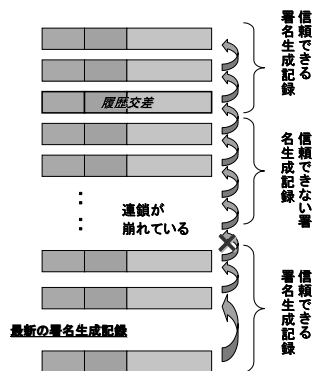 信頼できる
署名生成記録
履歴交差
信頼できない署
名生成記録
連鎖が
崩れている
信頼できる
署名生成記録
最新の署名生成記録